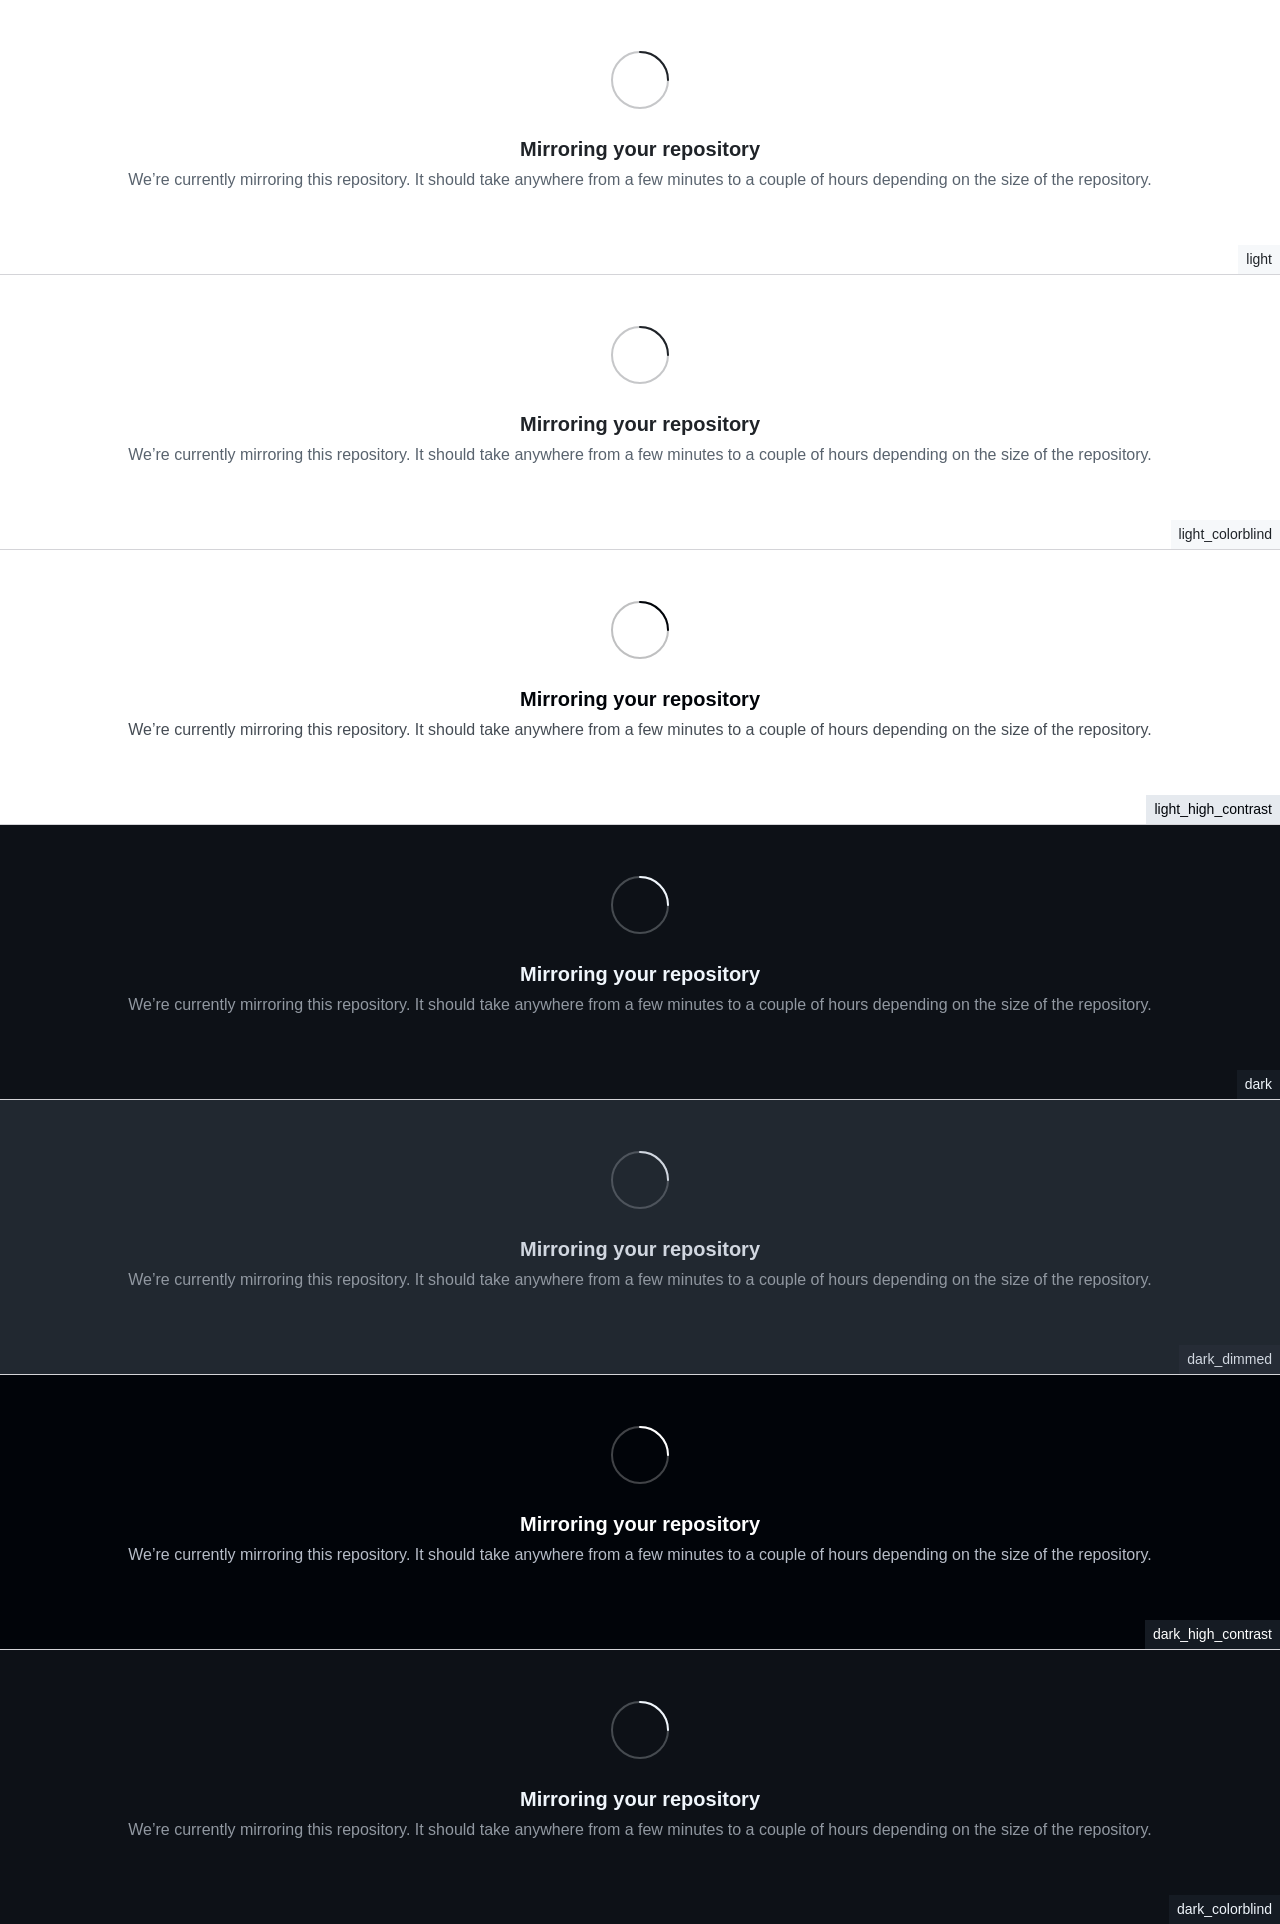 Mirroring your repository
We’re currently mirroring this repository. It should take anywhere from a few minutes to a couple of hours depending on the size of the repository.
light
Mirroring your repository
We’re currently mirroring this repository. It should take anywhere from a few minutes to a couple of hours depending on the size of the repository.
light_colorblind
Mirroring your repository
We’re currently mirroring this repository. It should take anywhere from a few minutes to a couple of hours depending on the size of the repository.
light_high_contrast
Mirroring your repository
We’re currently mirroring this repository. It should take anywhere from a few minutes to a couple of hours depending on the size of the repository.
dark
Mirroring your repository
We’re currently mirroring this repository. It should take anywhere from a few minutes to a couple of hours depending on the size of the repository.
dark_dimmed
Mirroring your repository
We’re currently mirroring this repository. It should take anywhere from a few minutes to a couple of hours depending on the size of the repository.
dark_high_contrast
Mirroring your repository
We’re currently mirroring this repository. It should take anywhere from a few minutes to a couple of hours depending on the size of the repository.
dark_colorblind